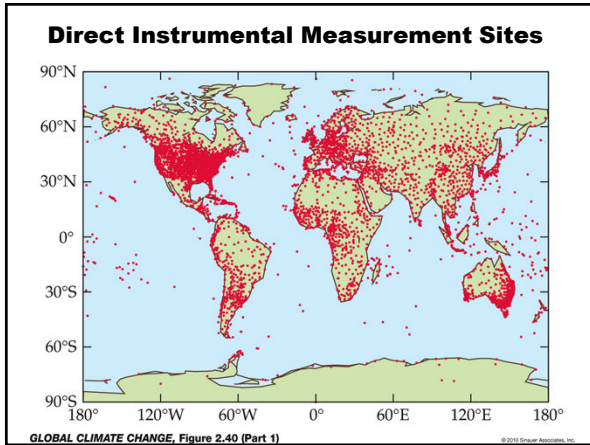 Direct Instrumental Measurement Sites
90°N
60°N
30°N
0°
30°S
60°S
90°S
180° 120°W 60°W 0° 60°E 120°E 180°
GLOBAL CLIMATE CHANGE, Figure 2.40 (Part 1)
© 2010 Sinauer Associates, Inc.